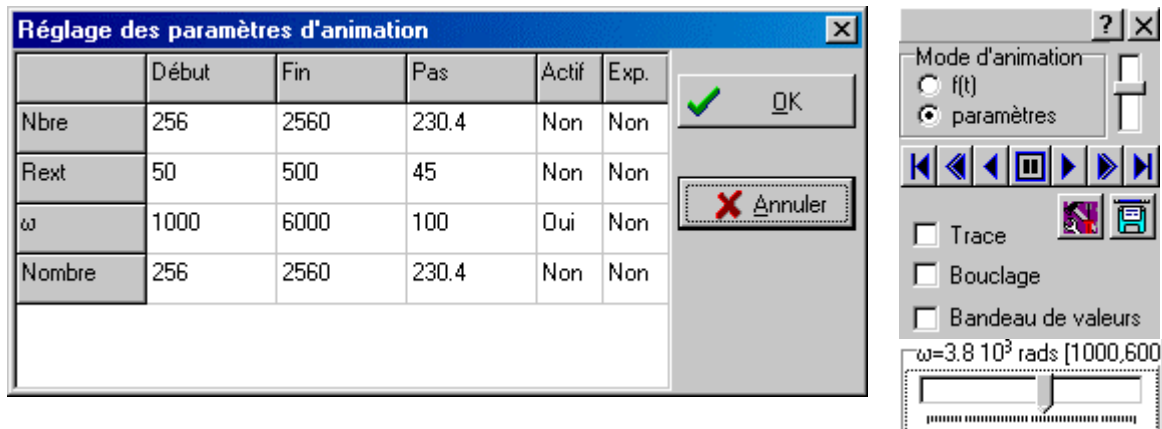 Réglage des paramètres d'animation
Début Fin Pas Actif Exp.
Nbre 256 2560 230.4 Non Non
Rext 50 500 45 Non Non
ω 1000 6000 100 Oui Non
Nombre 256 2560 230.4 Non Non
OK
Annuler
?
Mode d'animation
f(t)
paramètres
Trace
Bouclage
Bandeau de valeurs
ω=3.8 10³ rads [1000,600